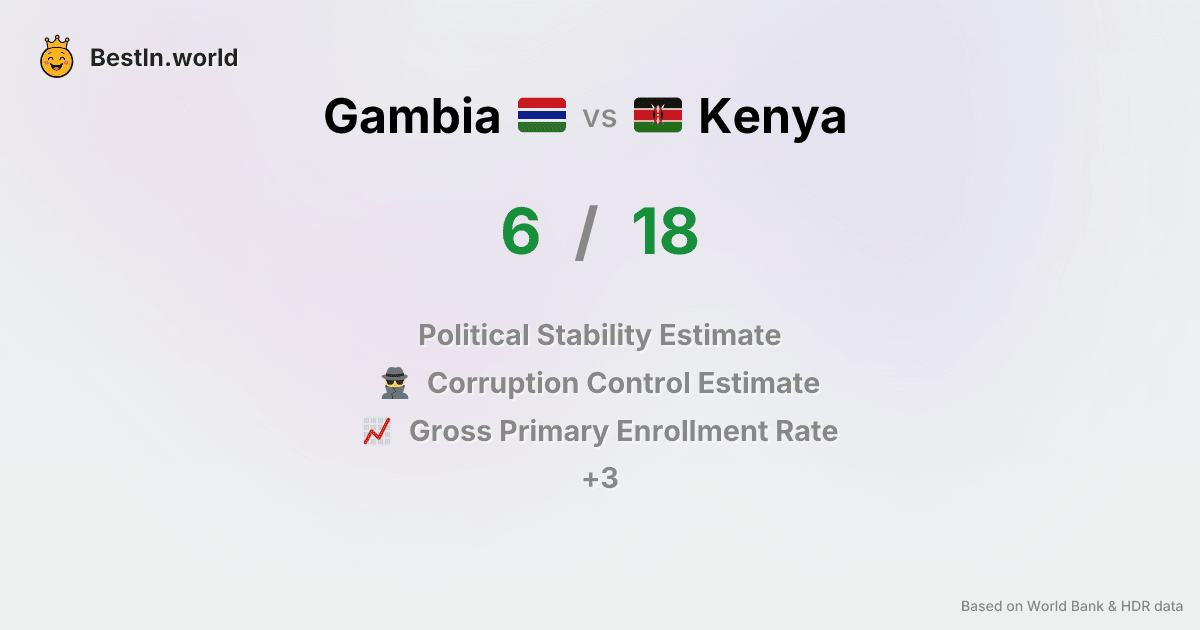 BestIn.world
Gambia vs Kenya
6 / 18
Political Stability Estimate
Corruption Control Estimate
Gross Primary Enrollment Rate
+3
Based on World Bank & HDR data